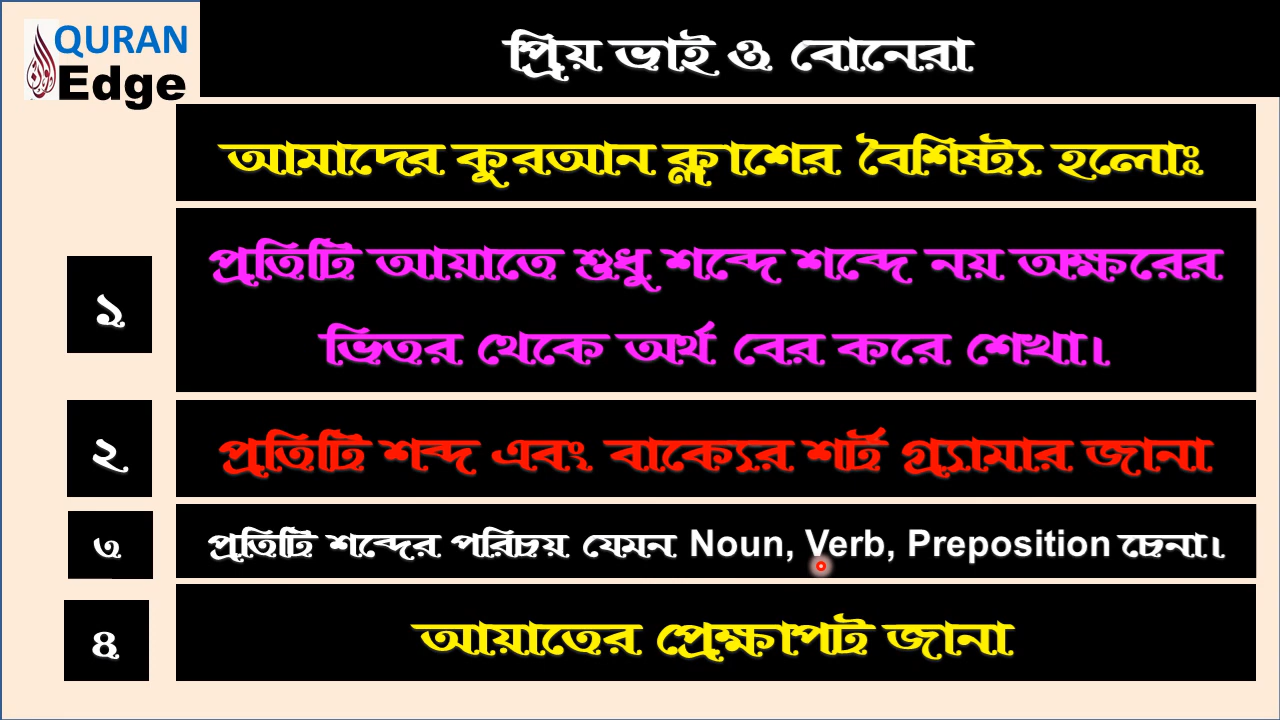 QURAN
Edge
প্রিয় ভাই ও বোনেরা
আমাদের কুরআন ক্লাশের বৈশিষ্ট্য হলোঃ
১
প্রতিটি আয়াতে শুধু শব্দে শব্দে নয় অক্ষরের
ভিতর থেকে অর্থ বের করে শেখা।
২
প্রতিটি শব্দ এবং বাক্যের শর্ট গ্র্যামার জানা
৩
প্রতিটি শব্দের পরিচয় যেমন Noun, Verb, Preposition চেনা।
৪
আয়াতের প্রেক্ষাপট জানা